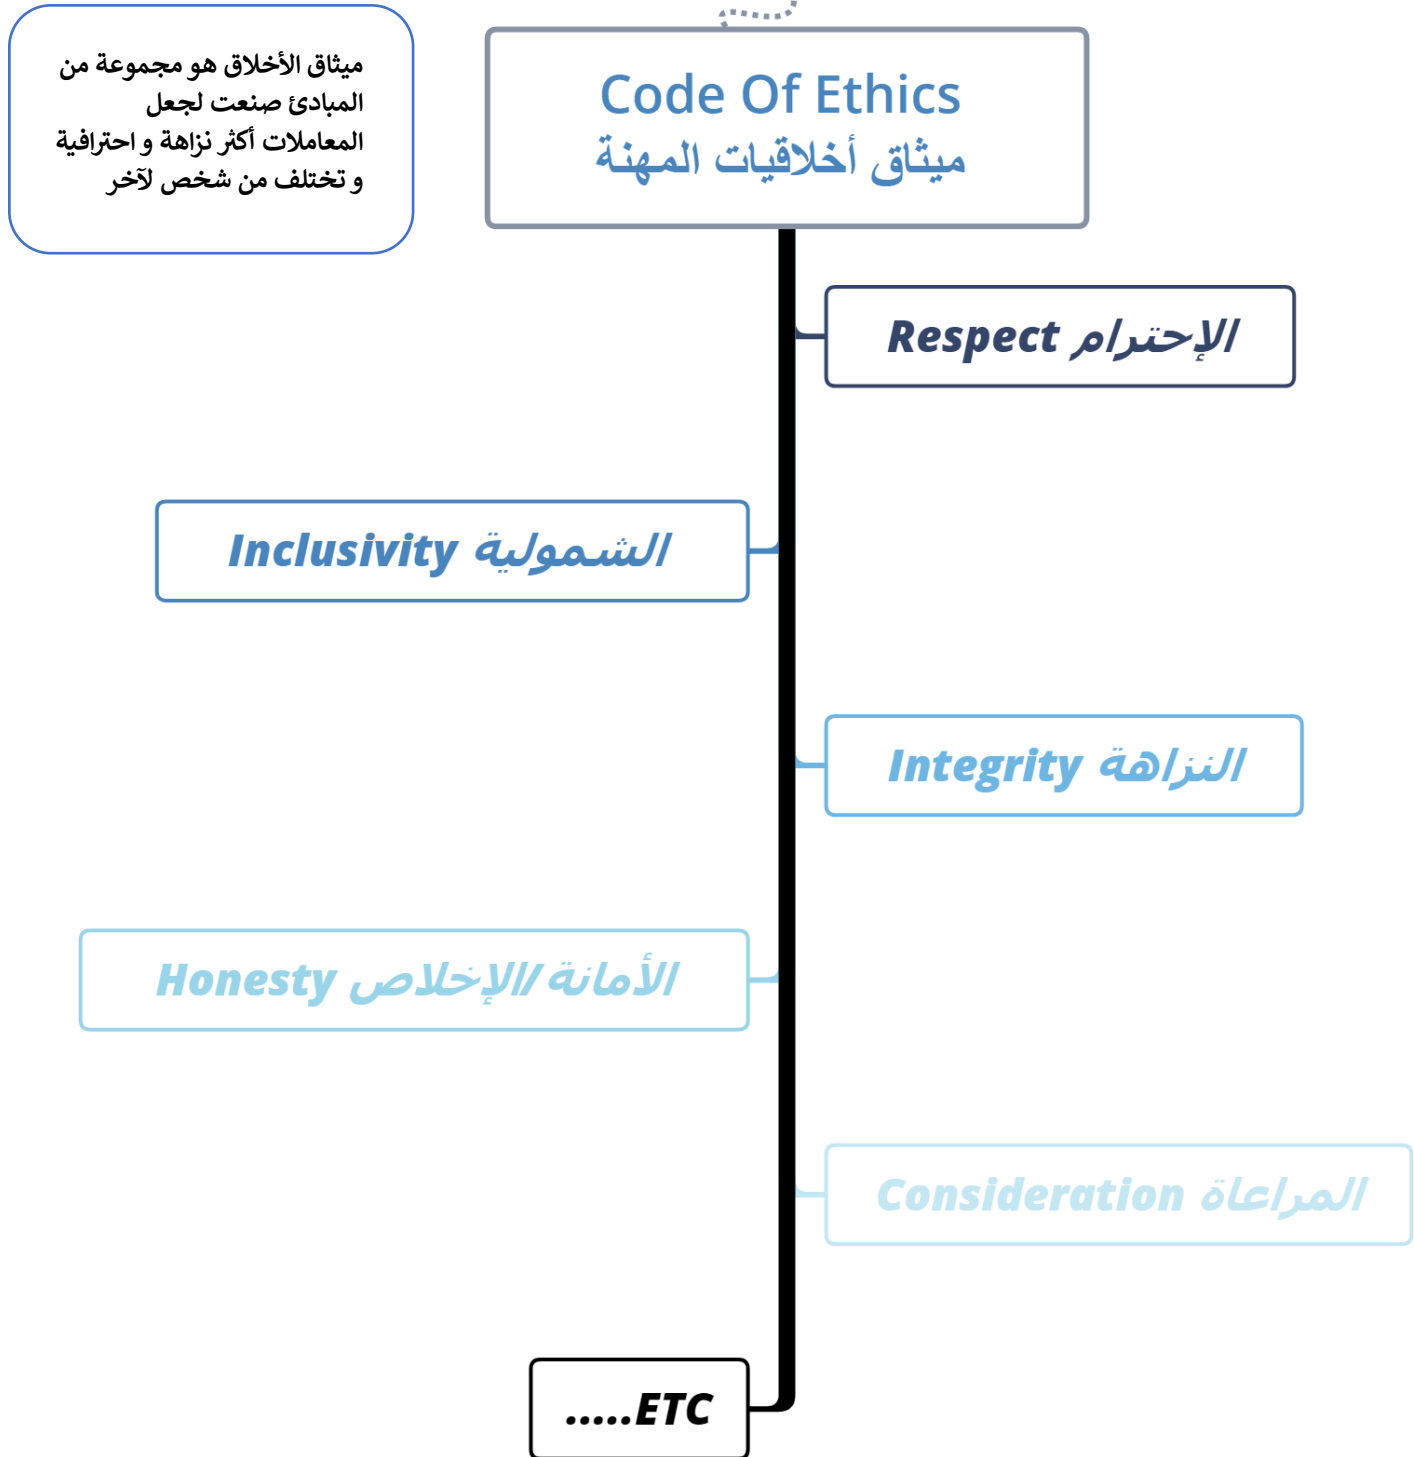 ميثاق الأخلاق هو مجموعة من
المبادئ صنعت لجعل
المعاملات أكثر نزاهة و احترافية
و تختلف من شخص لآخر
Code Of Ethics
ميثاق أخلاقيات المهنة
Respect الإحترام
Inclusivity الشمولية
Integrity النزاهة
Honesty الأمانة/الإخلاص
Consideration المراعاة
.....ETC